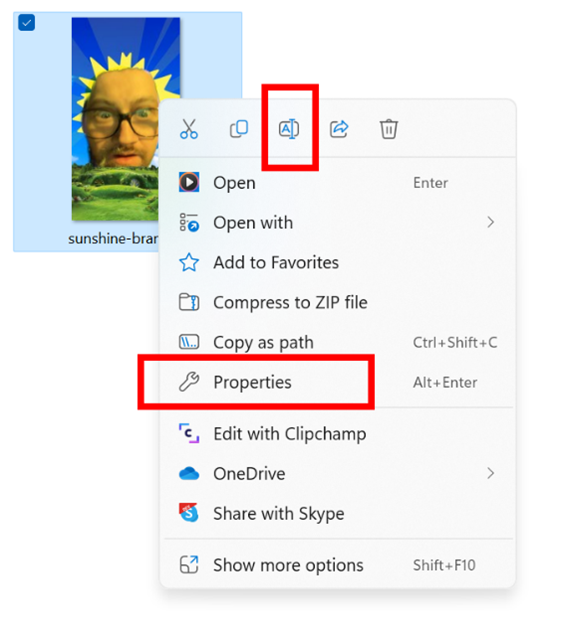 sunshine-bran
Open Enter
Open with
Add to Favorites
Compress to ZIP file
Copy as path Ctrl+Shift+C
Properties Alt+Enter
Edit with Clipchamp
OneDrive
Share with Skype
Show more options Shift+F10